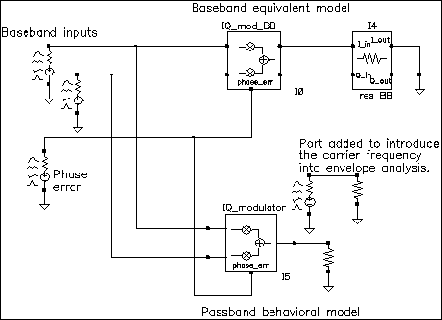 Baseband equivalent model
IQ_mod_BB
I4
Baseband inputs
I_in
I_out
Q_in
Q_out
phase_err
I0
res BB
Part added to introduce
the carrier frequency
into envelope analysis.
Phase
error
IQ_modulator
phase_err
I5
Passband behavioral model